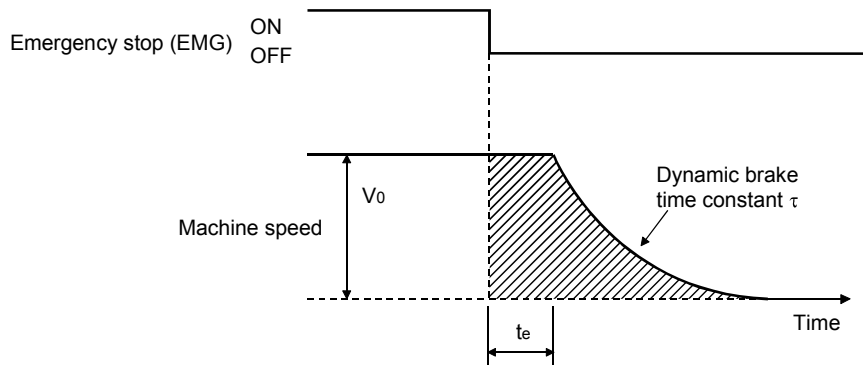 ON
Emergency stop (EMG)
OFF
V0
Dynamic brake
time constant τ
Machine speed
Time
te